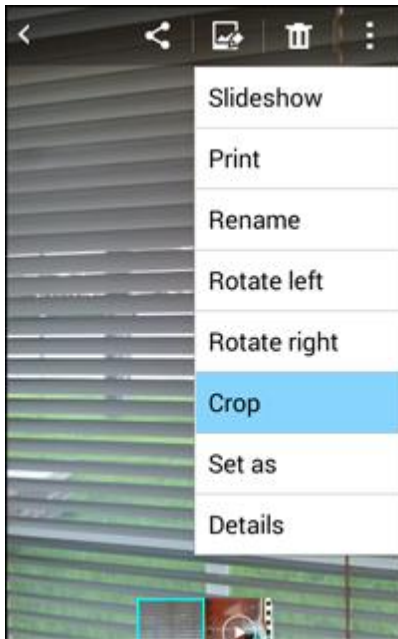 Slideshow
Print
Rename
Rotate left
Rotate right
Crop
Set as
Details